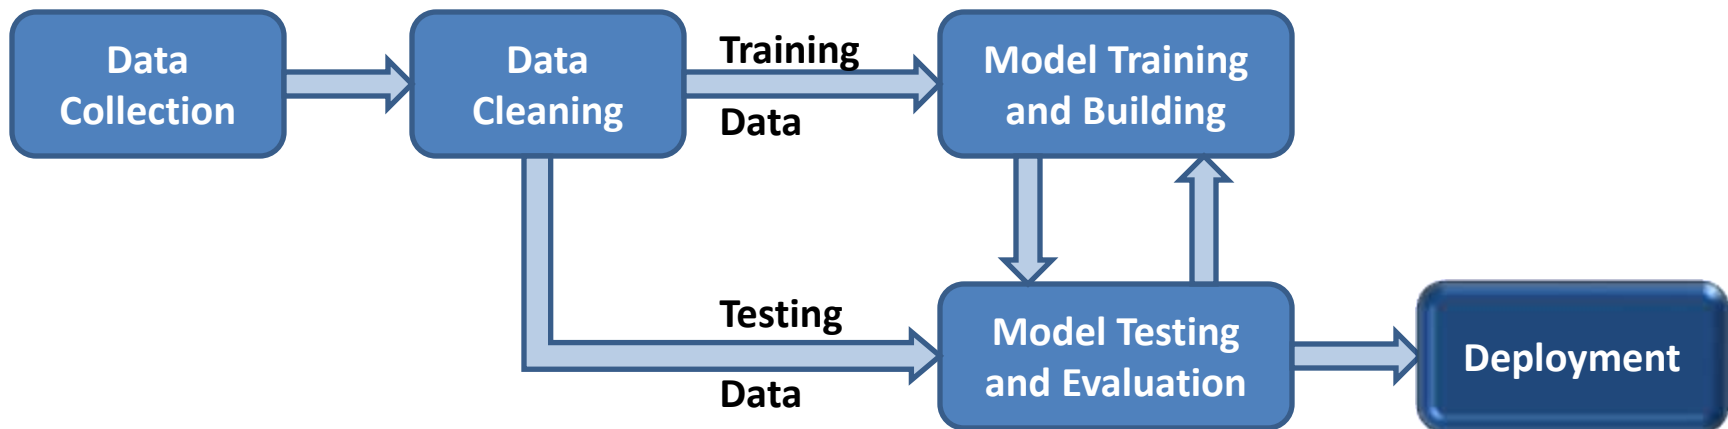 Data
Collection
Data
Cleaning
Training
Data
Model Training
and Building
Testing
Data
Model Testing
and Evaluation
Deployment